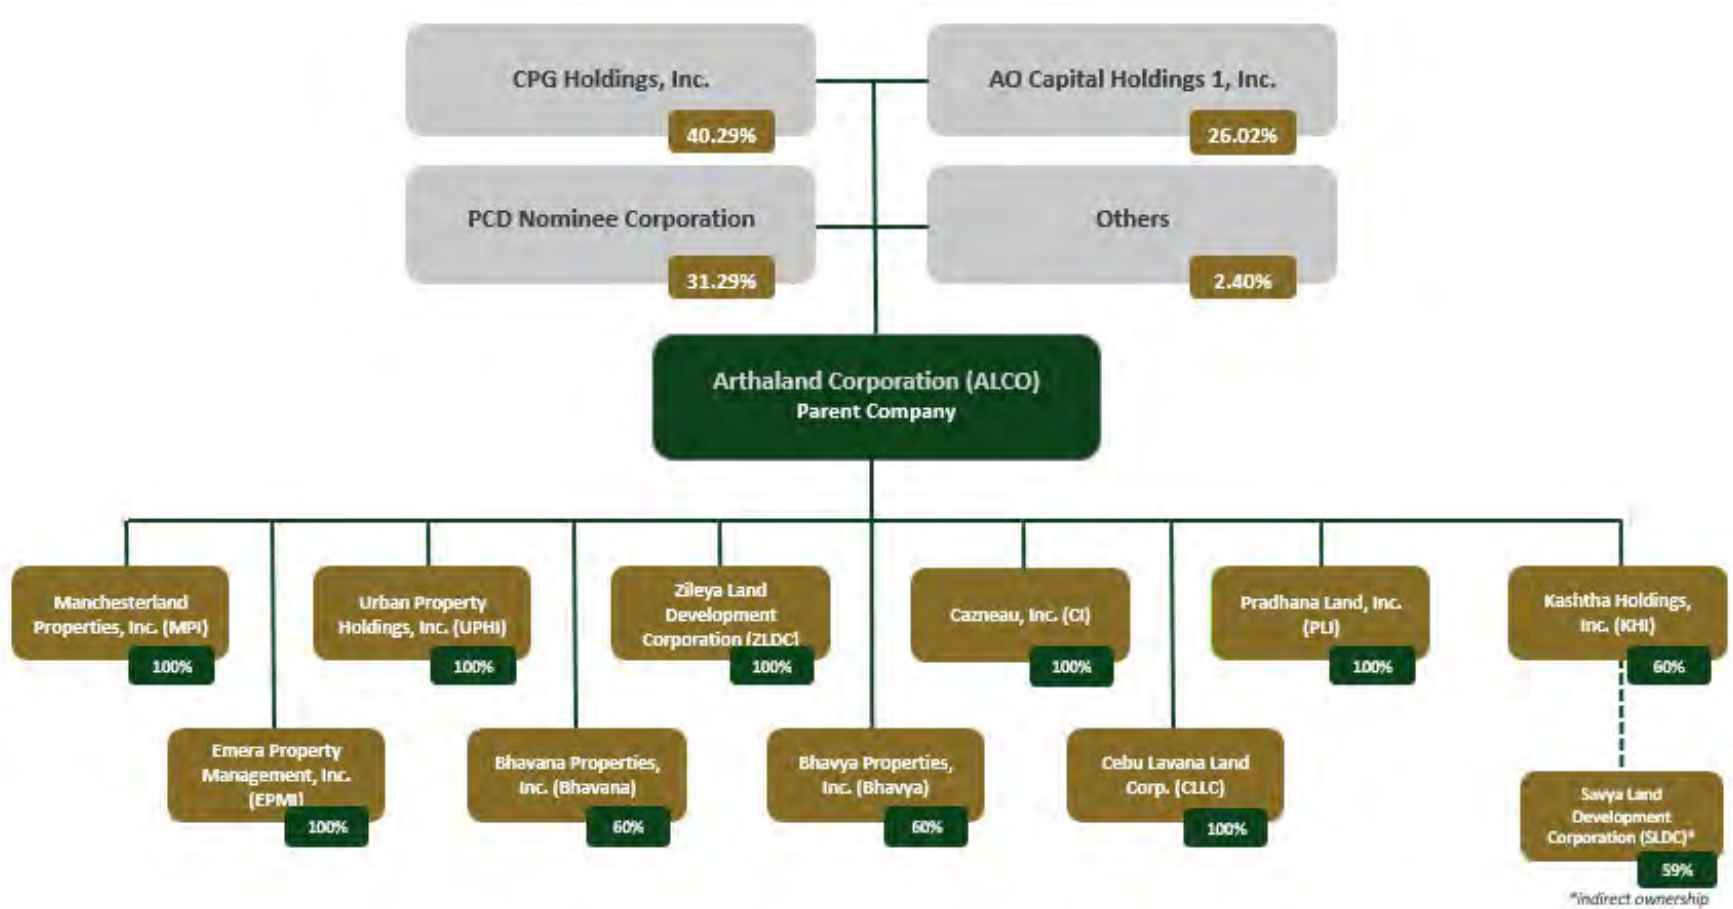 CPG Holdings, Inc.
40.29%
AO Capital Holdings 1, Inc.
26.02%
PCD Nominee Corporation
31.29%
Others
2.40%
Arthaland Corporation (ALCO)
Parent Company
Manchesterland
Properties, Inc. (MPI)
100%
Urban Property
Holdings, Inc. (UPHI)
100%
Zileya Land
Development
Corporation (ZLDC)
100%
Cazneau, Inc. (CI)
100%
Pradhana Land, Inc.
(PLI)
100%
Kashtha Holdings,
Inc. (KHI)
60%
Emera Property
Management, Inc.
(EPMI)
100%
Bhavana Properties,
Inc. (Bhavana)
60%
Bhavya Properties,
Inc. (Bhavya)
60%
Cebu Lavana Land
Corp. (CLLC)
100%
Savya Land
Development
Corporation (SLDC)*
59%
*indirect ownership